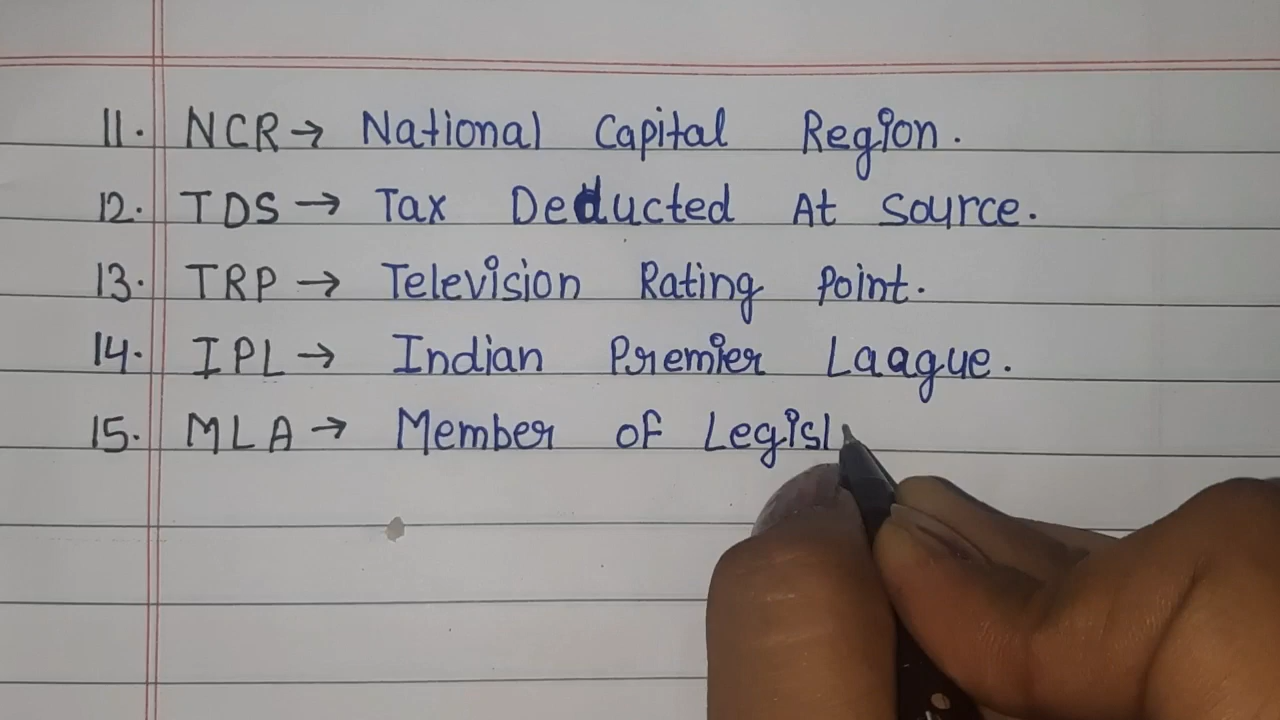 11. NCR → National Capital Region.
12. TDS → Tax Deducted At Source.
13. TRP → Television Rating Point.
14. IPL → Indian Premier Laague.
15. MLA → Member of Legisl